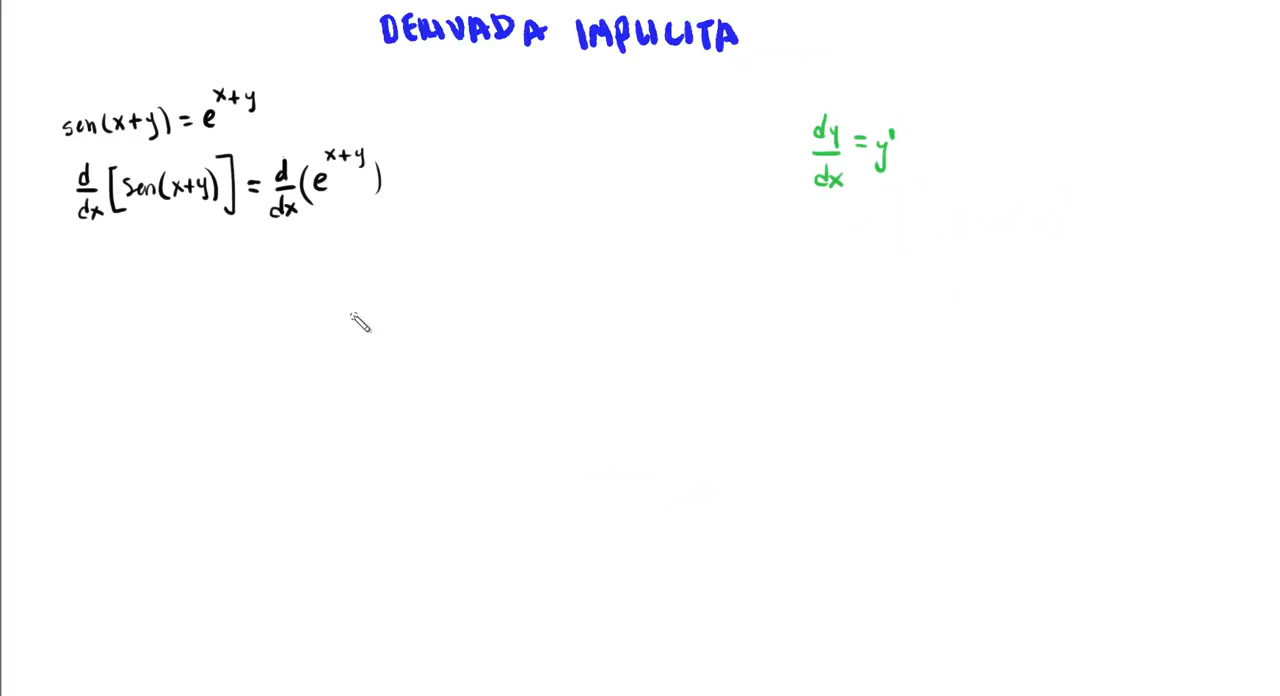 DERIVADA IMPLICITA
sen(x+y) = e^{x+y}
d/dx [sen(x+y)] = d/dx (e^{x+y})
dy/dx = y'